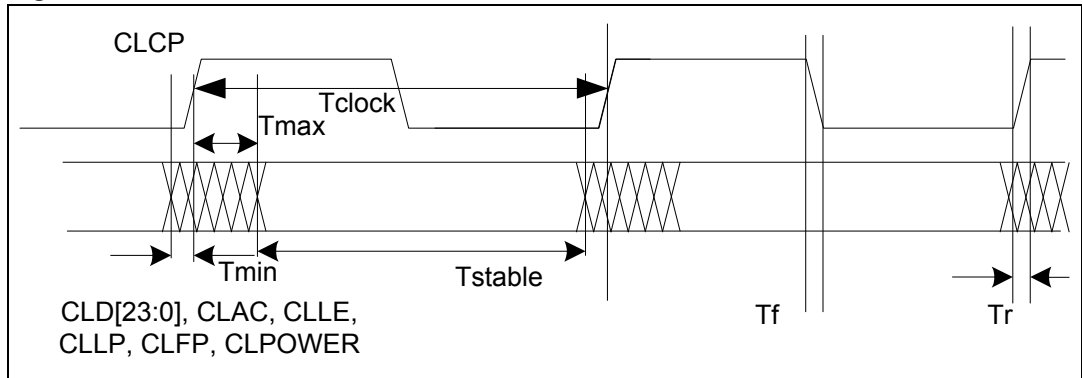 CLCP
Tclock
Tmax
Tmin
Tstable
Tf
Tr
CLD[23:0], CLAC, CLLE,
CLLP, CLFP, CLPOWER